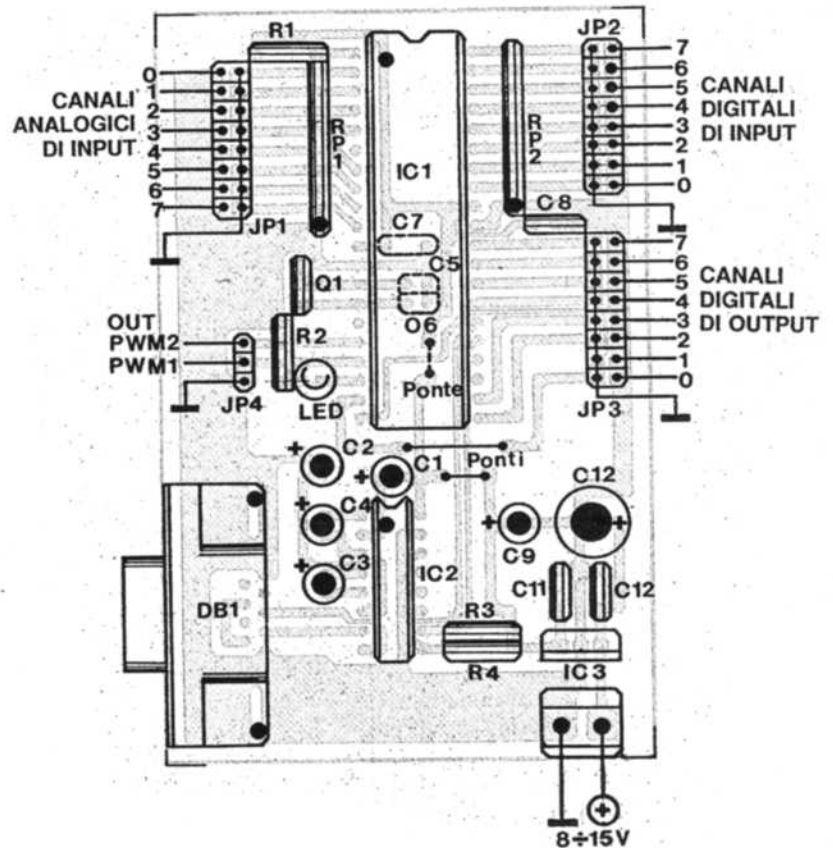 R1
JP2
0
1
2
3
4
5
6
7
CANALI
ANALOGICI
DI INPUT
RP1
IC1
RP2
7
6
5
4
3
2
1
0
CANALI
DIGITALI
DI INPUT
JP1
C7
C8
C5
Q1
O6
7
6
5
4
3
2
1
0
CANALI
DIGITALI
DI OUTPUT
OUT
PWM2
PWM1
R2
Ponte
JP4
LED
JP3
C2
C1
Ponti
C12
C4
C9
C3
IC2
C11
C12
DB1
R3
R4
IC3
8÷15V